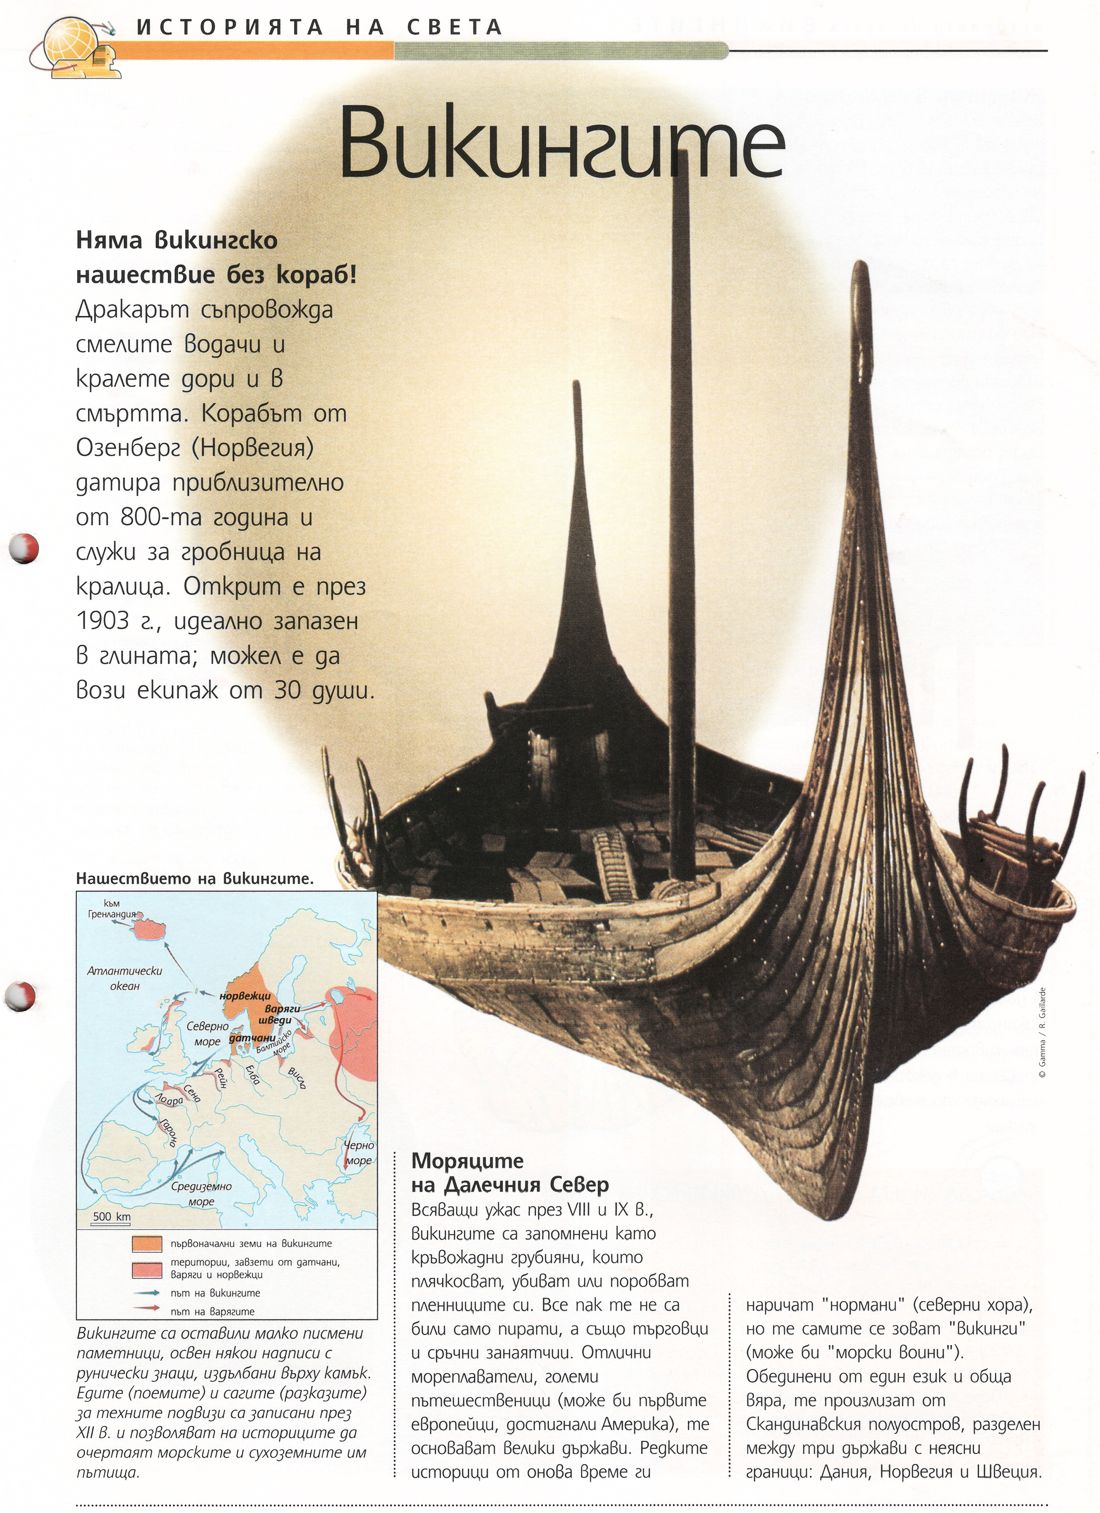 ИСТОРИЯТА НА СВЕТА
Викингите
Няма викингско
нашествие без кораб!
Дракарът съпровожда
смелите водачи и
кралете дори и в
смъртта. Корабът от
Озенберг (Норвегия)
датира приблизително
от 800-та година и
служи за гробница на
кралица. Открит е през
1903 г., идеално запазен
в глината; можел е да
вози екипаж от 30 души.
Нашествието на викингите.
към
Гренландия
Атлантически
океан
норвежци
варяги
шведи
Северно
море
датчани
Балтийско
море
Рейн
Елба
Висла
Сена
Лоара
Гарона
Черно
море
Средиземно
море
500 km
първоначални земи на викингите
територии, завзети от датчани,
варяги и норвежци
път на викингите
път на варягите
Викингите са оставили малко писмени
паметници, освен някои надписи с
рунически знаци, издълбани върху камък.
Едите (поемите) и сагите (разказите)
за техните подвизи са записани през
XII в. и позволяват на историците да
очертаят морските и сухоземните им
пътища.
Моряците
на Далечния Север
Всяващи ужас през VIII и IX в.,
викингите са запомнени като
кръвожадни грубияни, които
плячкосват, убиват или поробват
пленниците си. Все пак те не са
били само пирати, а също търговци
и сръчни занаятчии. Отлични
мореплаватели, големи
пътешественици (може би първите
европейци, достигнали Америка), те
основават велики държави. Редките
историци от онова време ги
наричат "нормани" (северни хора),
но те самите се зоват "викинги"
(може би "морски воини").
Обединени от един език и обща
вяра, те произлизат от
Скандинавския полуостров, разделен
между три държави с неясни
граници: Дания, Норвегия и Швеция.
© Gamma / R. Gaillarde